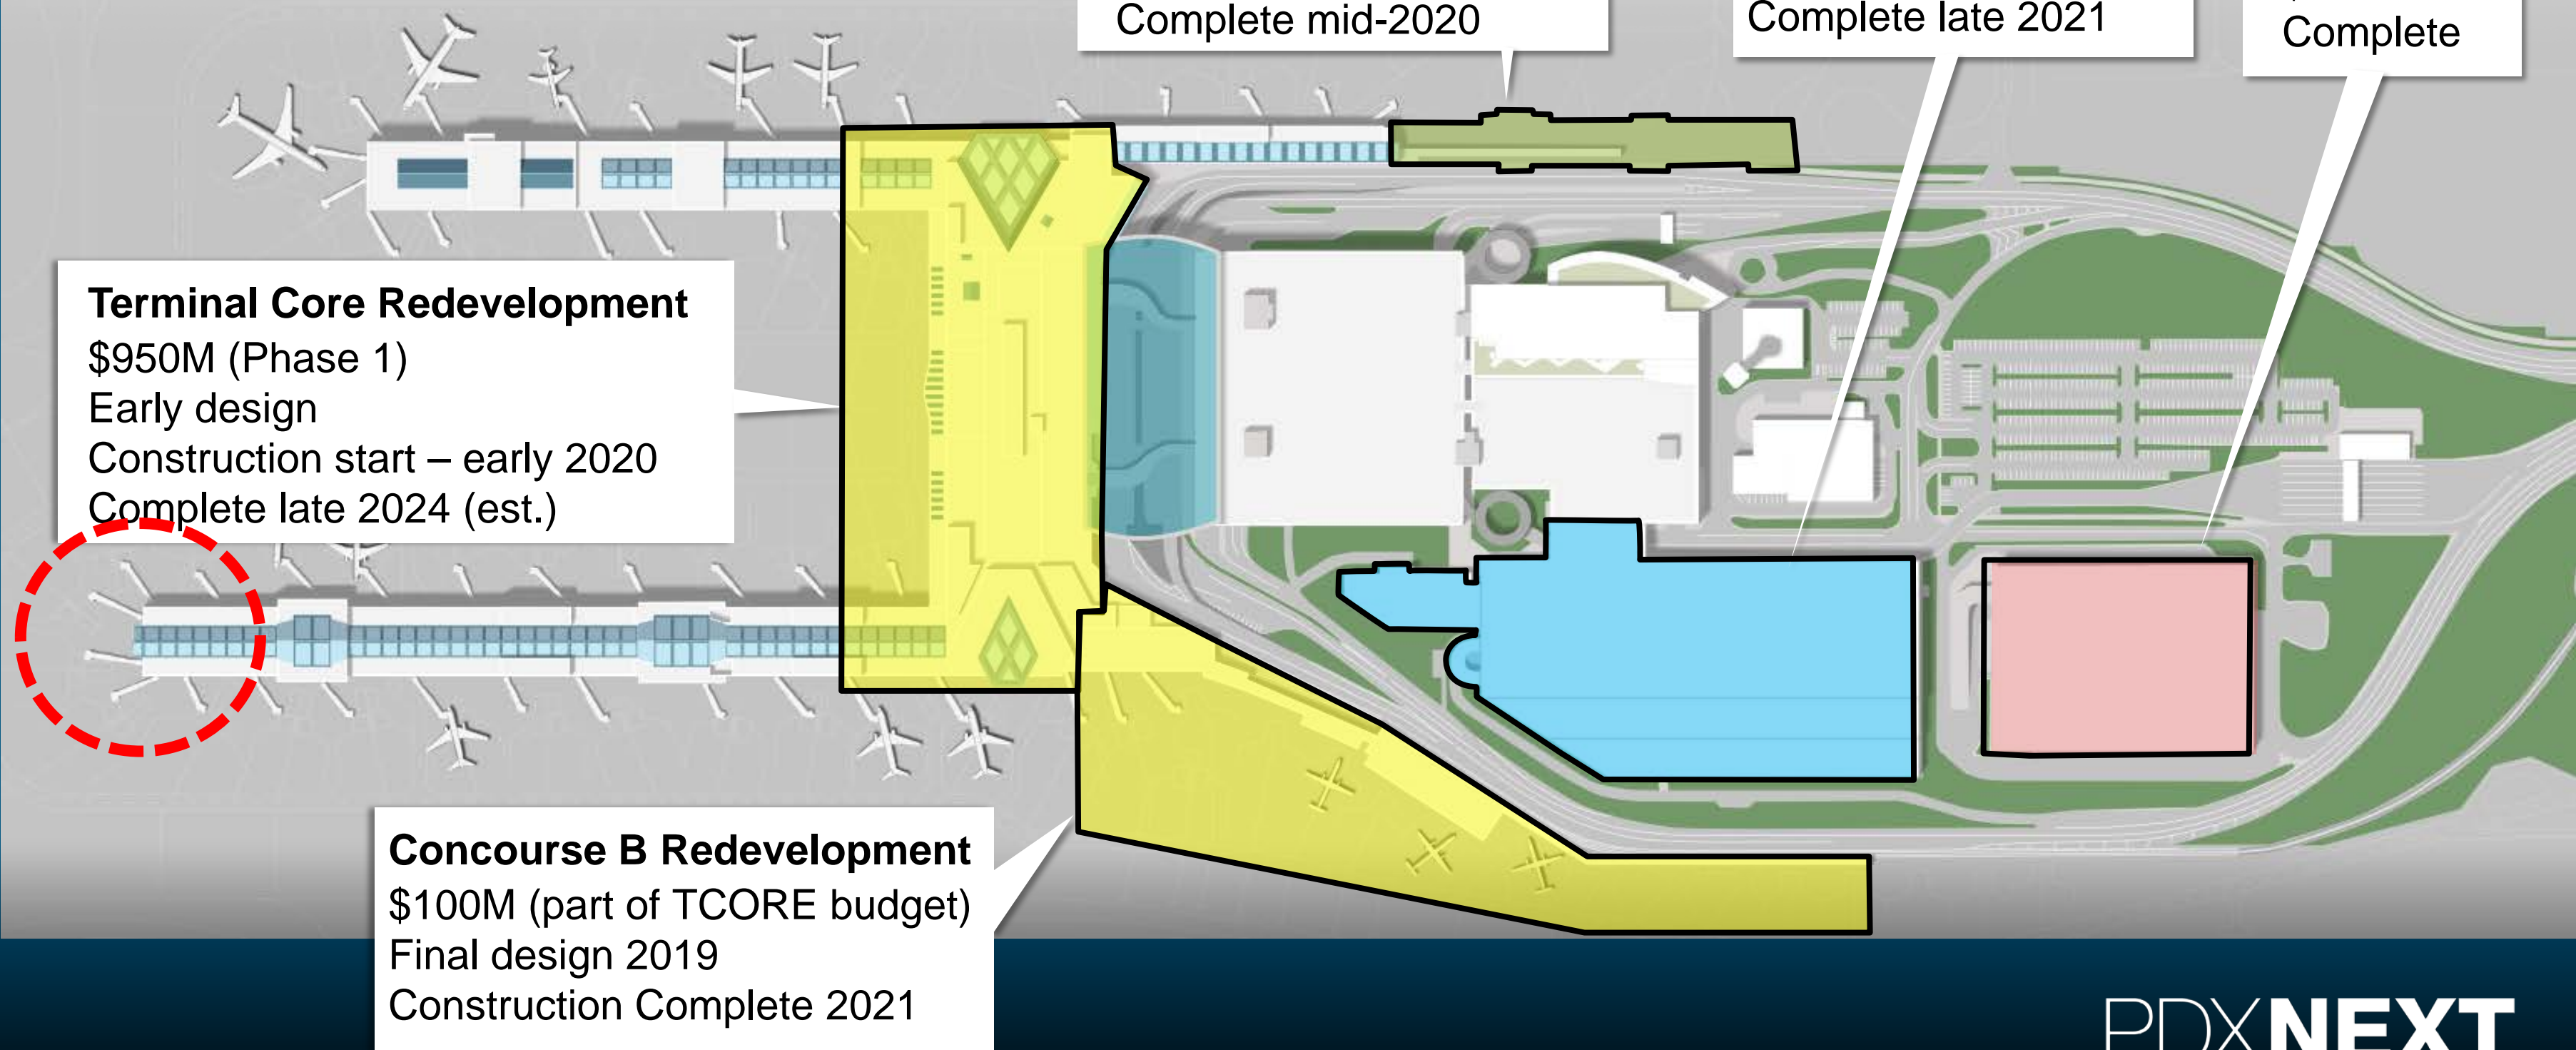 Complete mid-2020
Complete late 2021
Complete
Terminal Core Redevelopment
$950M (Phase 1)
Early design
Construction start – early 2020
Complete late 2024 (est.)
Concourse B Redevelopment
$100M (part of TCORE budget)
Final design 2019
Construction Complete 2021
PDXNEXT